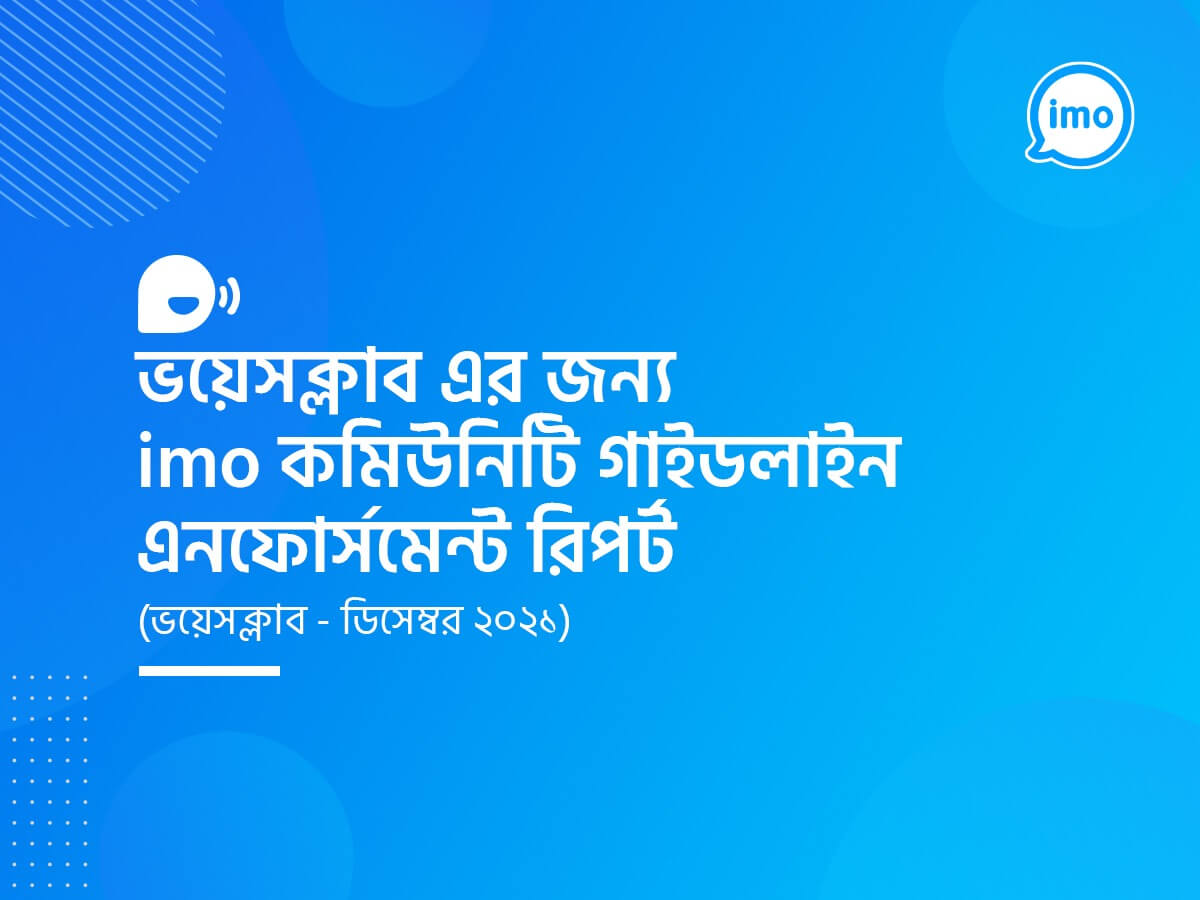 imo
ভয়েসক্লাব এর জন্য
imo কমিউনিটি গাইডলাইন
এনফোর্সমেন্ট রিপর্ট
(ভয়েসক্লাব - ডিসেম্বর ২০২১)